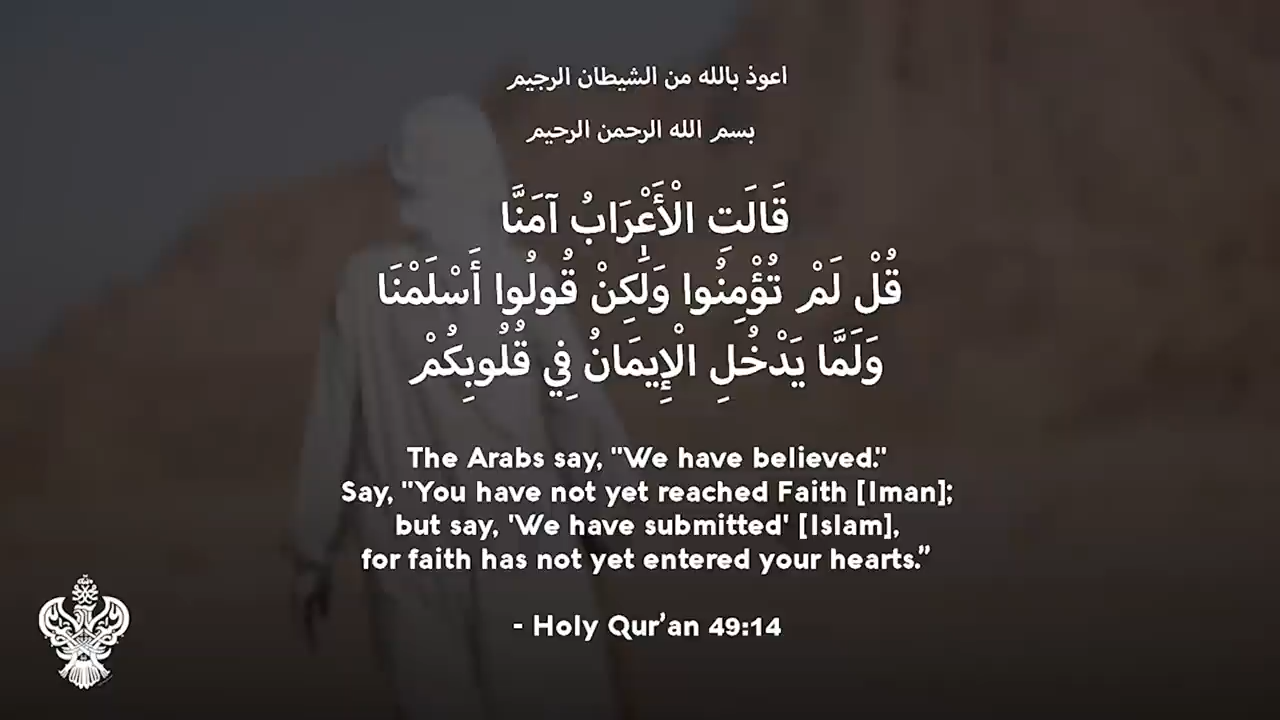 اعوذ بالله من الشيطان الرجيم
بسم الله الرحمن الرحيم
قَالَتِ الْأَعْرَابُ آمَنَّا
قُلْ لَمْ تُؤْمِنُوا وَلَٰكِنْ قُولُوا أَسْلَمْنَا
وَلَمَّا يَدْخُلِ الْإِيمَانُ فِي قُلُوبِكُمْ
The Arabs say, "We have believed."
Say, "You have not yet reached Faith [Iman];
but say, 'We have submitted' [Islam],
for faith has not yet entered your hearts.”
- Holy Qur’an 49:14